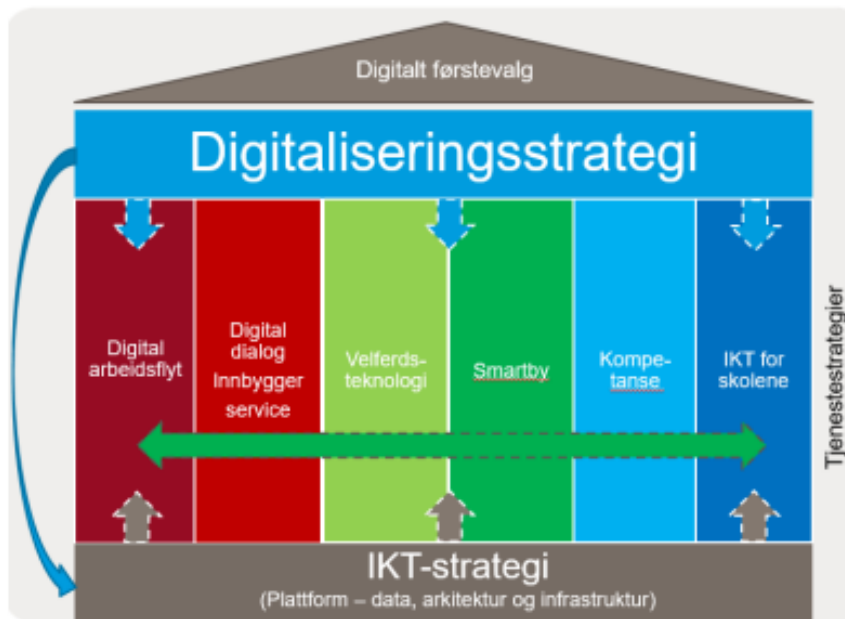 Digitalt førstevalg
Digitaliseringsstrategi
Digital
arbeidsflyt
Digital
dialog
Innbygger
service
Velferds-
teknologi
Smartby
Kompe-
tanse
IKT for
skolene
Tjenestestrategier
IKT-strategi
(Plattform – data, arkitektur og infrastruktur)